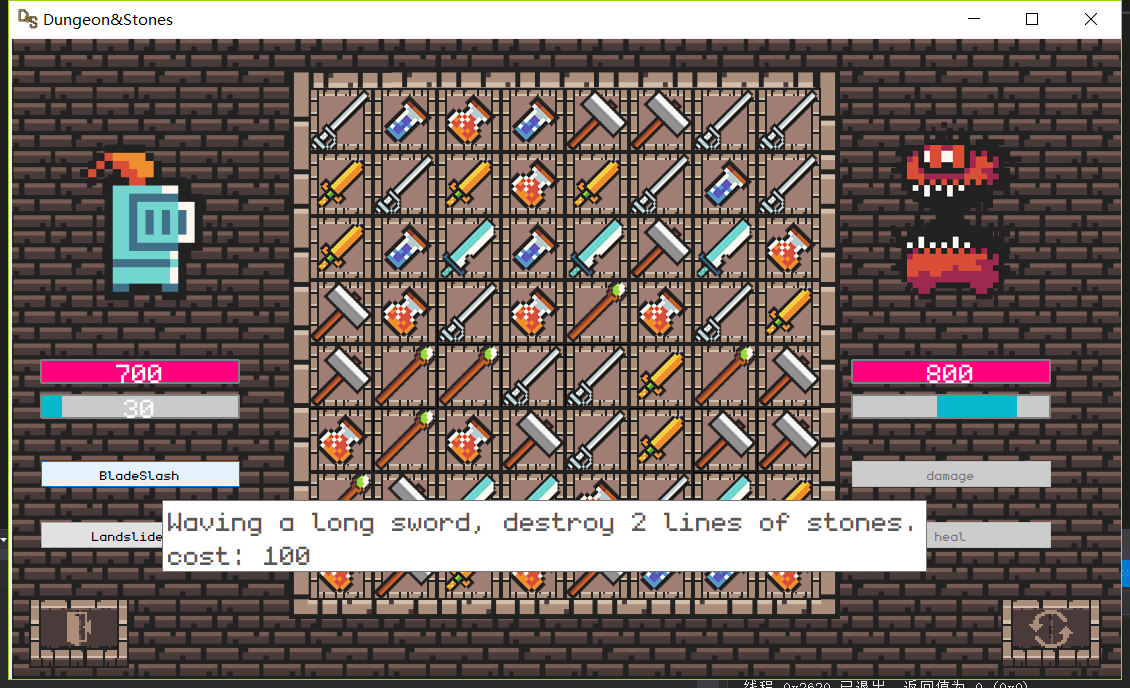 Dungeon&Stones
700
800
30
BladeSlash
damage
Waving a long sword, destroy 2 lines of stones.
cost: 100
Landslide
heal